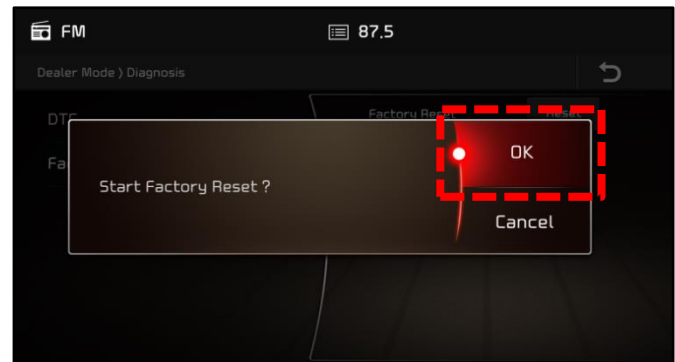 FM
87.5
Dealer Mode > Diagnosis
Factory Reset
Reset
Start Factory Reset ?
OK
Cancel